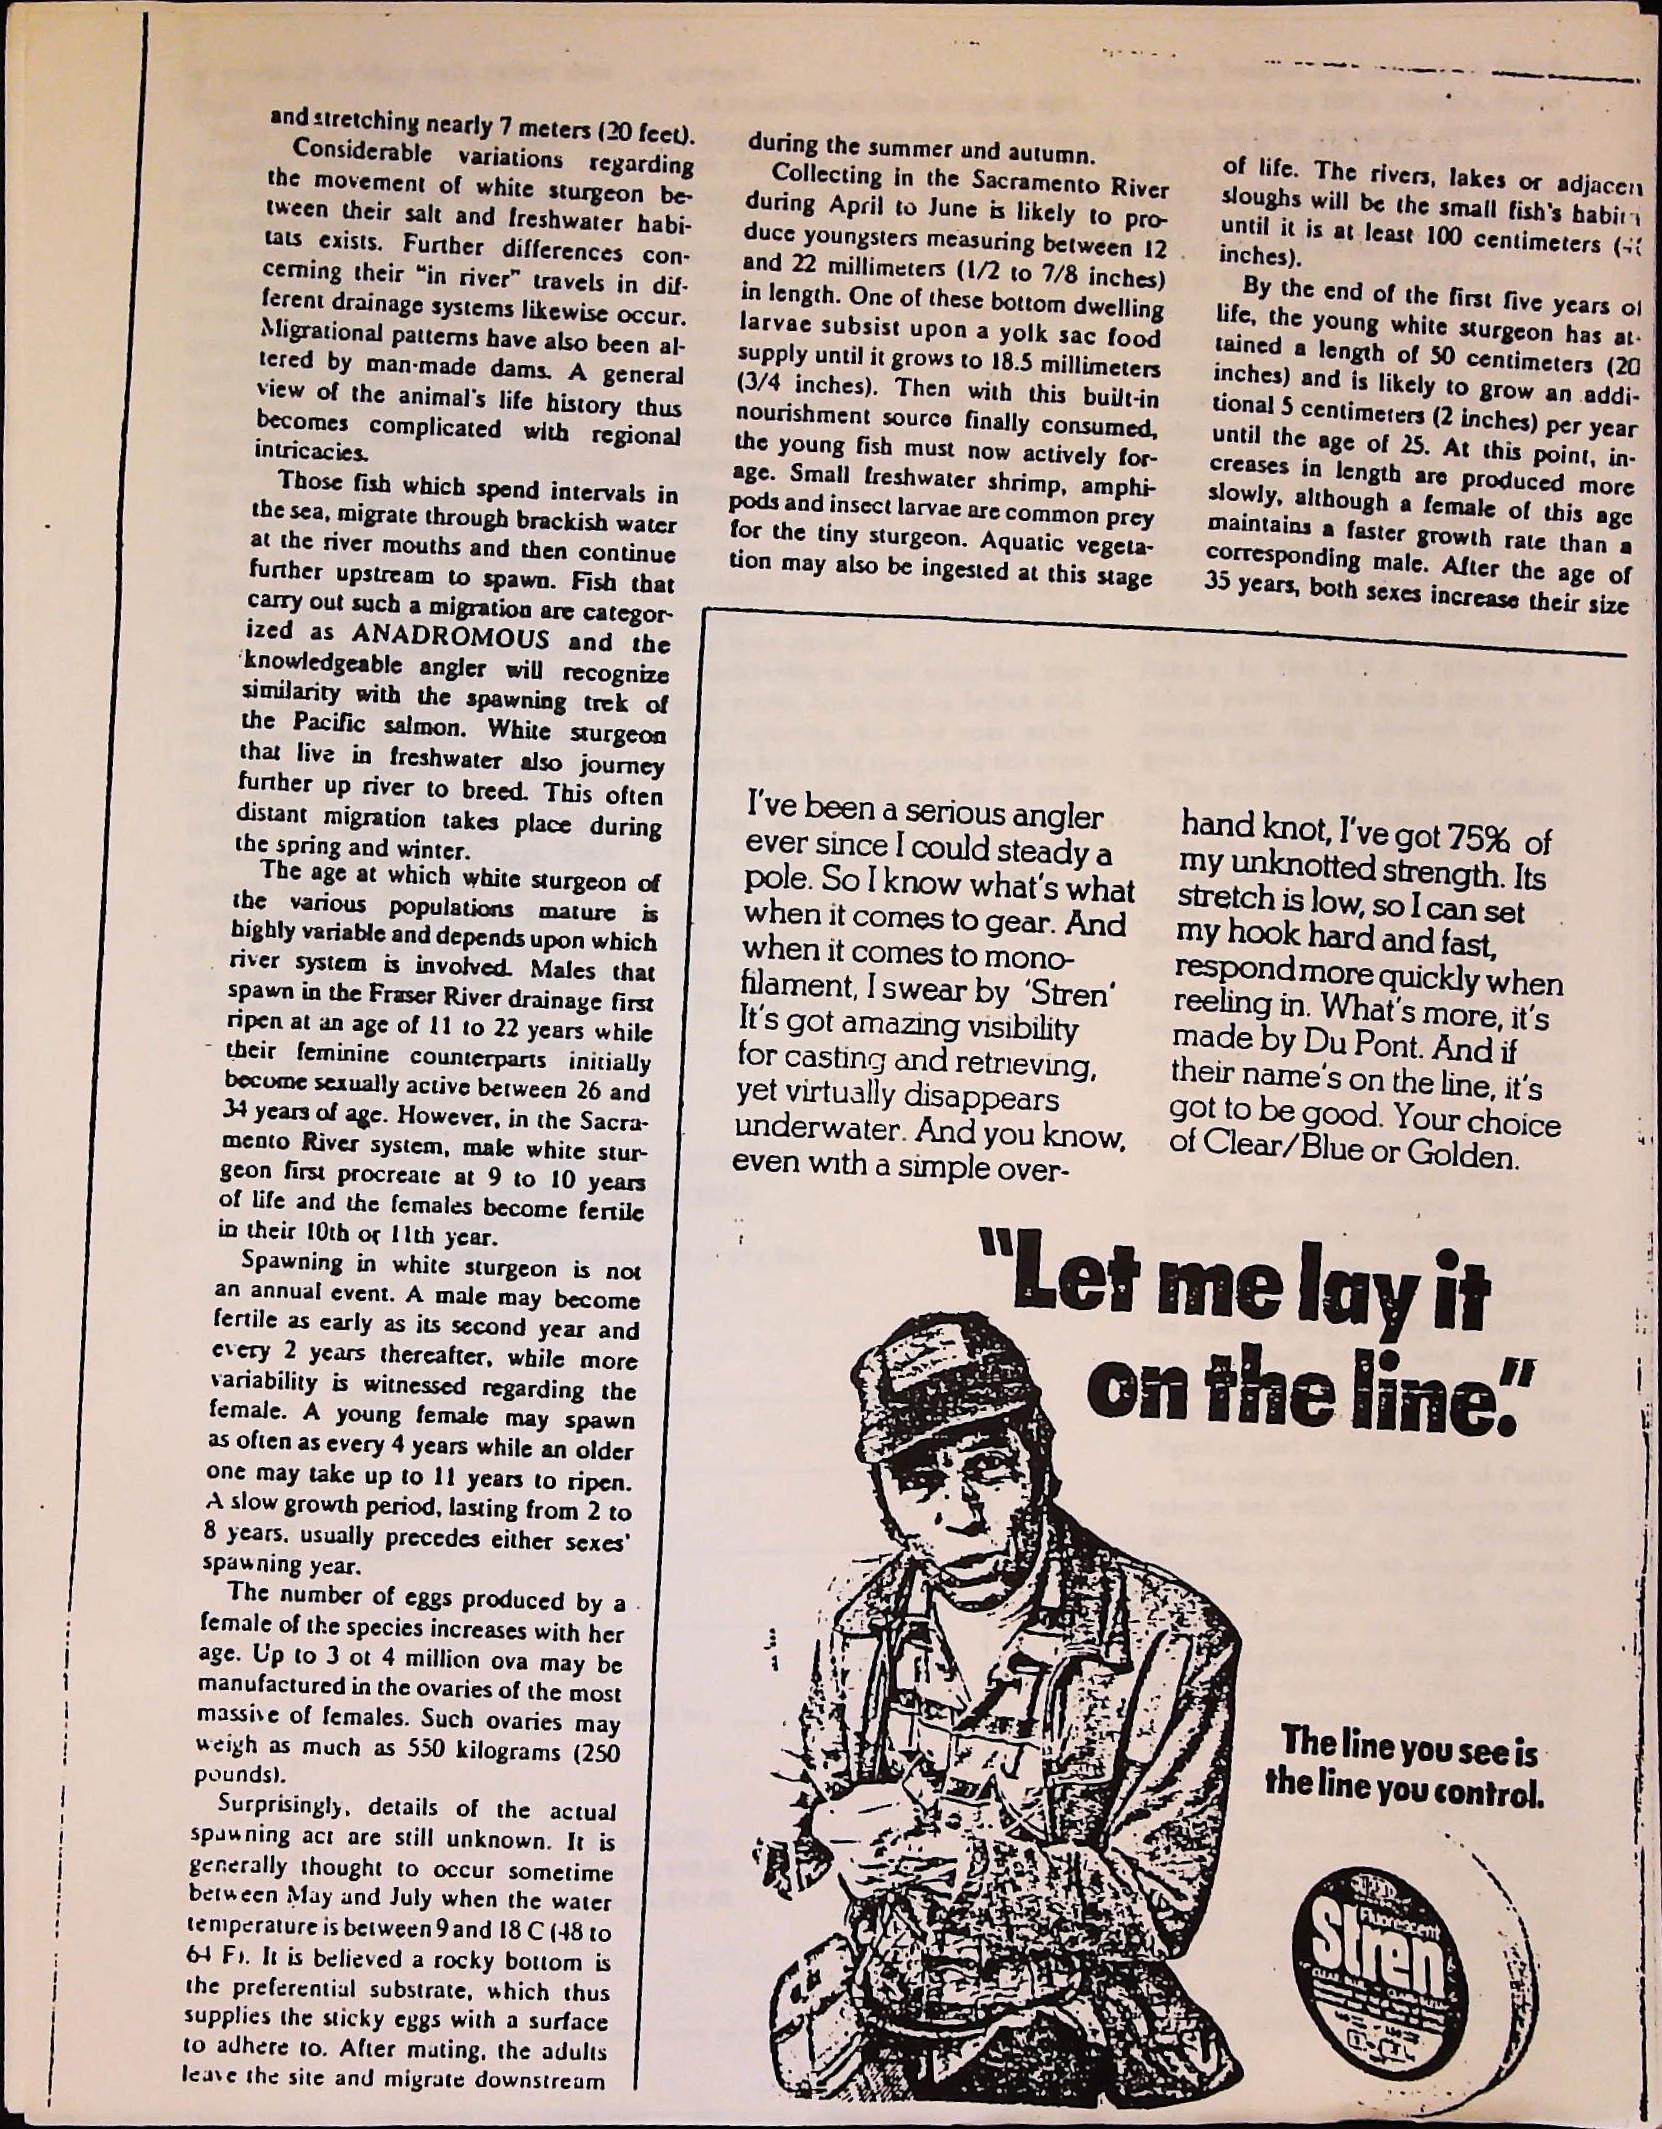 and stretching nearly 7 meters (20 feet).
Considerable variations regarding
the movement of white sturgeon be-
tween their salt and freshwater habi-
tats exists. Further differences con-
cerning their "in river" travels in dif-
ferent drainage systems likewise occur.
Migrational patterns have also been al-
tered by man-made dams. A general
view of the animal's life history thus
becomes complicated with regional
intricacies.
Those fish which spend intervals in
the sea, migrate through brackish water
at the river mouths and then continue
further upstream to spawn. Fish that
carry out such a migration are categor-
ized as ANADROMOUS and the
knowledgeable angler will recognize
similarity with the spawning trek of
the Pacific salmon. White sturgeon
that live in freshwater also journey
further up river to breed. This often
distant migration takes place during
the spring and winter.
The age at which white sturgeon of
the various populations mature is
highly variable and depends upon which
river system is involved. Males that
spawn in the Fraser River drainage first
ripen at an age of 11 to 22 years while
their feminine counterparts initially
become sexually active between 26 and
34 years of age. However, in the Sacra-
mento River system, male white stur-
geon first procreate at 9 to 10 years
of life and the females become fertile
in their 10th or 11th year.
Spawning in white sturgeon is not
an annual event. A male may become
fertile as early as its second year and
every 2 years thereafter, while more
variability is witnessed regarding the
female. A young female may spawn
as often as every 4 years while an older
one may take up to 11 years to ripen.
A slow growth period, lasting from 2 to
8 years, usually precedes either sexes'
spawning year.
The number of eggs produced by a
female of the species increases with her
age. Up to 3 ot 4 million ova may be
manufactured in the ovaries of the most
massive of females. Such ovaries may
weigh as much as 550 kilograms (250
pounds).
Surprisingly, details of the actual
spawning act are still unknown. It is
generally thought to occur sometime
between May and July when the water
temperature is between 9 and 18 C (48 to
64 F). It is believed a rocky bottom is
the preferential substrate, which thus
supplies the sticky eggs with a surface
to adhere to. After mating, the adults
leave the site and migrate downstream
during the summer and autumn.
Collecting in the Sacramento River
during April to June is likely to pro-
duce youngsters measuring between 12
and 22 millimeters (1/2 to 7/8 inches)
in length. One of these bottom dwelling
larvae subsist upon a yolk sac food
supply until it grows to 18.5 millimeters
(3/4 inches). Then with this built-in
nourishment source finally consumed,
the young fish must now actively for-
age. Small freshwater shrimp, amphi-
pods and insect larvae are common prey
for the tiny sturgeon. Aquatic vegeta-
tion may also be ingested at this stage
of life. The rivers, lakes or adjacen
sloughs will be the small fish's habit
until it is at least 100 centimeters
inches).
By the end of the first five years of
life, the young white sturgeon has at-
tained a length of 50 centimeters (20
inches) and is likely to grow an addi-
tional 5 centimeters (2 inches) per year
until the age of 25. At this point, in-
creases in length are produced more
slowly, although a female of this age
maintains a faster growth rate than a
corresponding male. After the age of
35 years, both sexes increase their size
I've been a serious angler
ever since I could steady a
pole. So I know what's what
when it comes to gear. And
when it comes to mono-
filament, I swear by 'Stren'
It's got amazing visibility
for casting and retrieving,
yet virtually disappears
underwater. And you know,
even with a simple over-
hand knot, I've got 75% of
my unknotted strength. Its
stretch is low, so I can set
my hook hard and fast,
respond more quickly when
reeling in. What's more, it's
made by Du Pont. And if
their name's on the line, it's
got to be good. Your choice
of Clear/Blue or Golden.
"Let me lay it
on the line."
The line you see is
the line you control.
Fluorescent
Stren